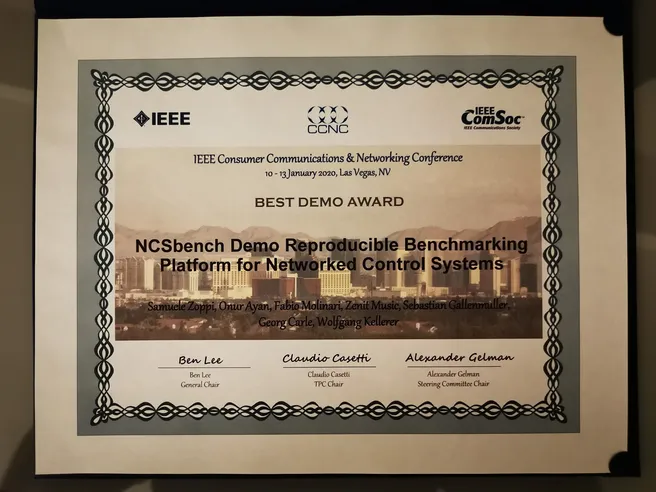 IEEE
CCNC
IEEE
ComSoc
IEEE Communications Society
IEEE Consumer Communications & Networking Conference
10 - 13 January 2020, Las Vegas, NV
BEST DEMO AWARD
NCSbench Demo Reproducible Benchmarking
Platform for Networked Control Systems
Samuele Zoppi, Onur Ayan, Fabio Molinari, Zenit Music, Sebastian Gallenmuller,
Georg Carle, Wolfgang Kellerer
Ben Lee
Claudio Casetti
Alexander Gelman
Ben Lee
General Chair
Claudio Casetti
TPC Chair
Alexander Gelman
Steering Committee Chair